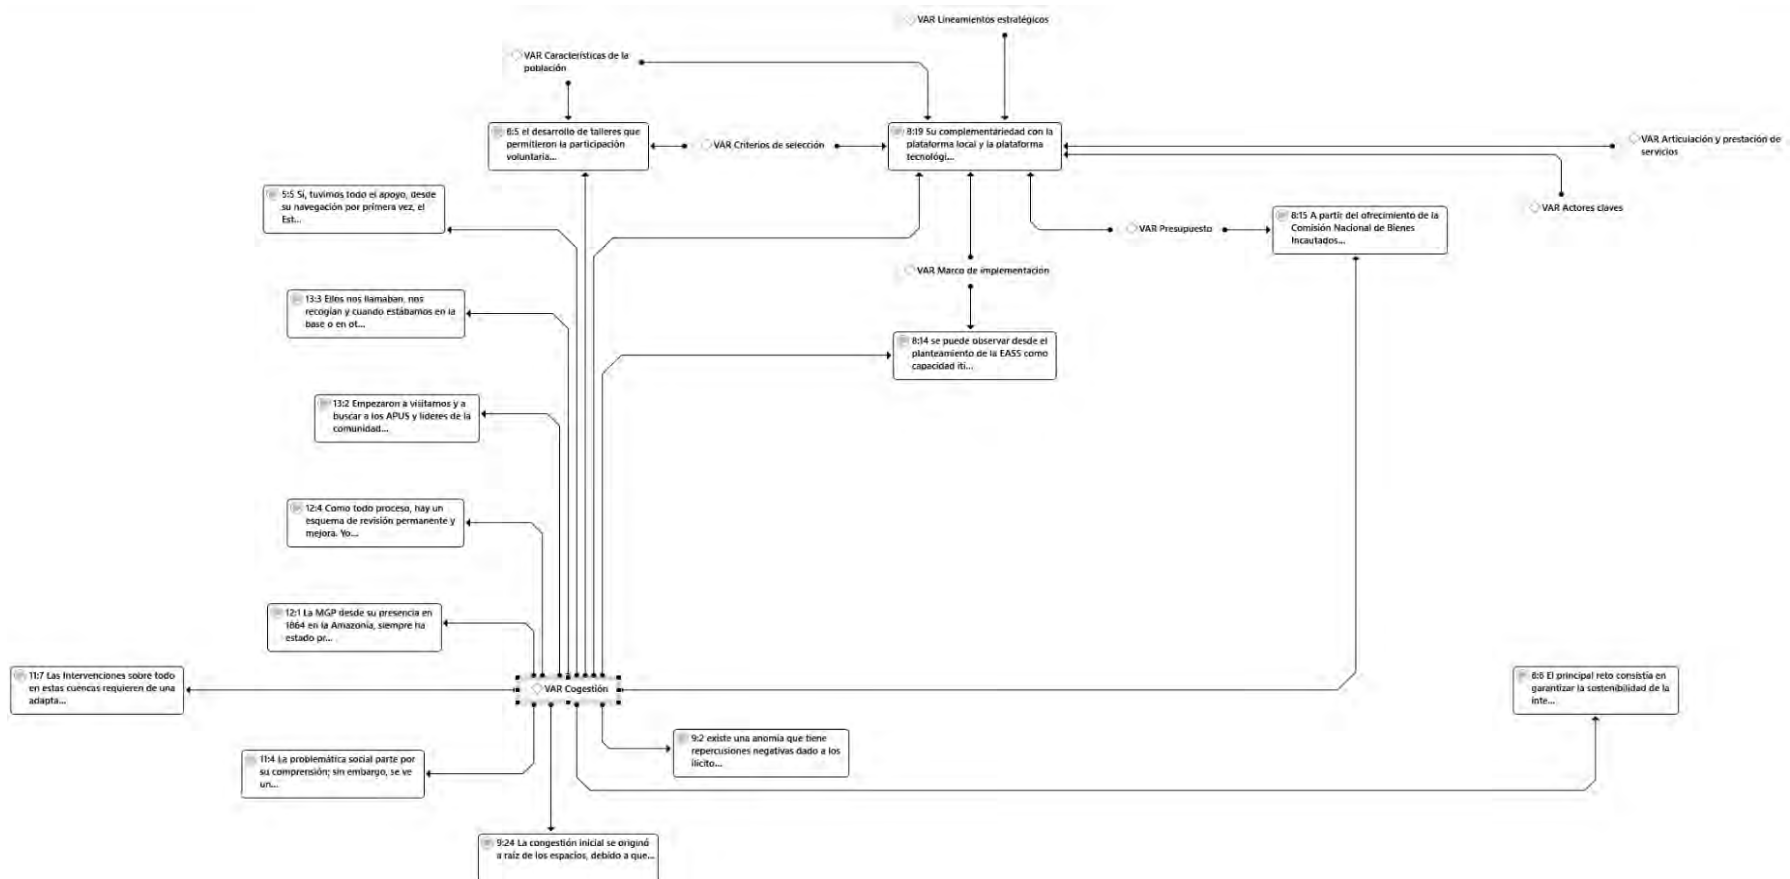 VAR Lineamientos estratégicos
VAR Características de la
población
6:5 el desarrollo de talleres que
permitieron la participación
voluntaria...
VAR Criterios de selección
8:19 Su complementariedad con la
plataforma local y la plataforma
tecnológi...
VAR Articulación y prestación de
servicios
5:5 Sí, tuvimos todo el apoyo, desde
su navegación por primera vez, el
Est...
VAR Actores claves
VAR Presupuesto
8:15 A partir del ofrecimiento de la
Comisión Nacional de Bienes
Incautados...
VAR Marco de implementación
13:3 Ellos nos llamaban, nos
recogían y cuando estábamos en la
base o en ot...
8:14 se puede observar desde el
planteamiento de la EASS como
capacidad iti...
13:2 Empezaron a visitarnos y a
buscar a los APUS y líderes de la
comunidad...
12:4 Como todo proceso, hay un
esquema de revisión permanente y
mejora. Yo...
12:1 La MGP desde su presencia en
1864 en la Amazonía, siempre ha
estado pr...
11:7 Las Intervenciones sobre todo
en estas cuencas requieren de una
adapta...
VAR Cogestión
6:6 El principal reto consistía en
garantizar la sostenibilidad de la
inte...
9:2 existe una anomia que tiene
repercusiones negativas dado a los
ilícito...
11:4 La problemática social parte por
su comprensión; sin embargo, se ve
un...
9:24 La congestión inicial se originó
a raíz de los espacios, debido a que...